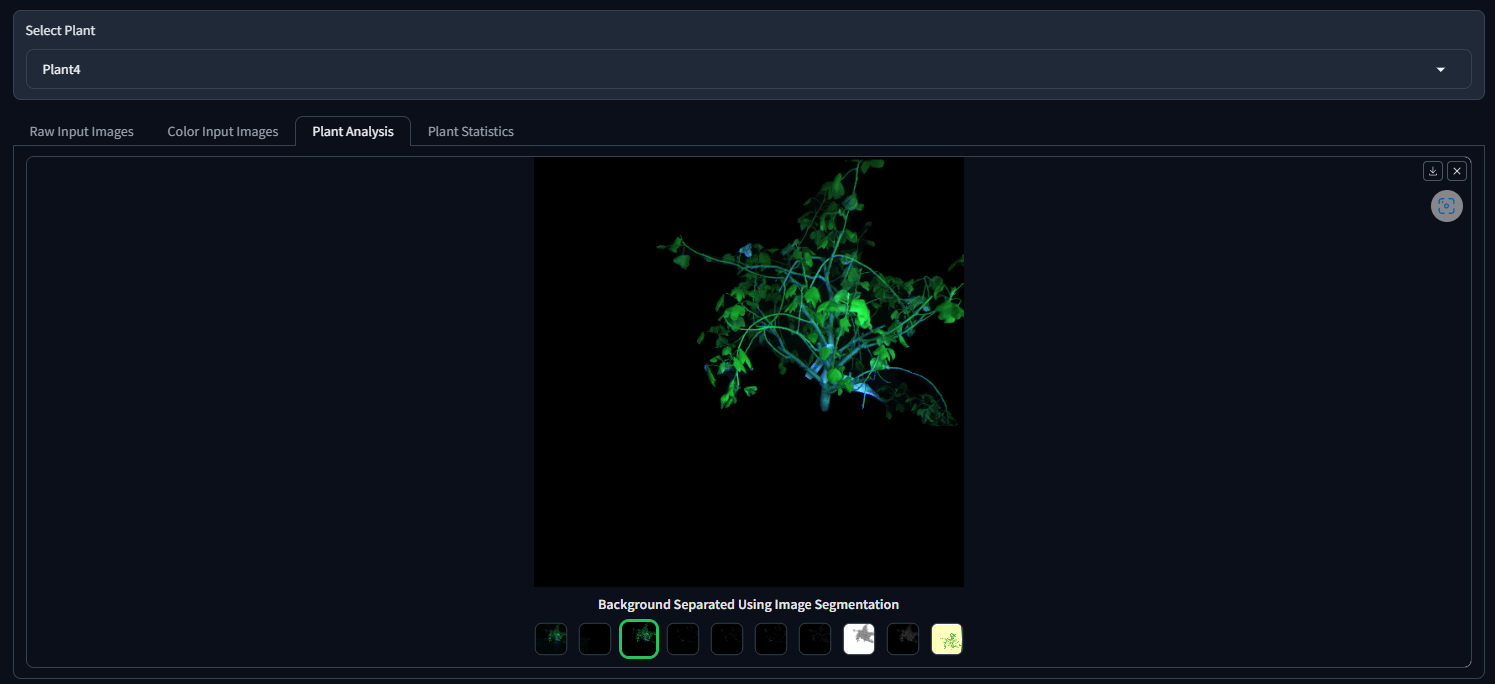 Select Plant
Plant4
Raw Input Images
Color Input Images
Plant Analysis
Plant Statistics
Background Separated Using Image Segmentation